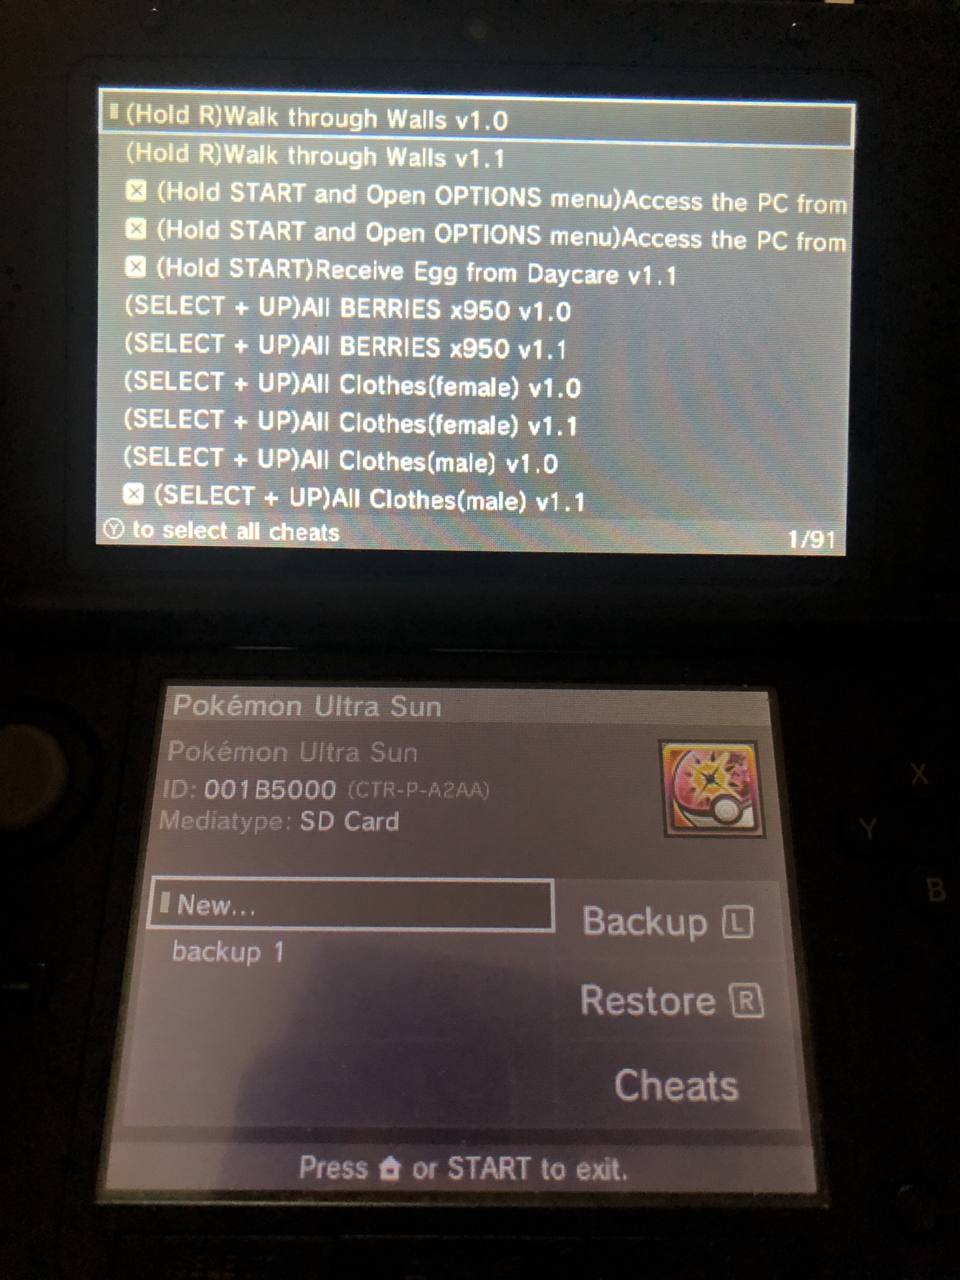 (Hold R)Walk through Walls v1.0
(Hold R)Walk through Walls v1.1
(Hold START and Open OPTIONS menu)Access the PC from
(Hold START and Open OPTIONS menu)Access the PC from
(Hold START)Receive Egg from Daycare v1.1
(SELECT + UP)All BERRIES x950 v1.0
(SELECT + UP)All BERRIES x950 v1.1
(SELECT + UP)All Clothes(female) v1.0
(SELECT + UP)All Clothes(female) v1.1
(SELECT + UP)All Clothes(male) v1.0
(SELECT + UP)All Clothes(male) v1.1
Ⓨ to select all cheats 1/91
Pokémon Ultra Sun
Pokémon Ultra Sun
ID: 001B5000 (CTR-P-A2AA)
Mediatype: SD Card
New...
backup 1
Backup L
Restore R
Cheats
Press or START to exit.
X
Y
B